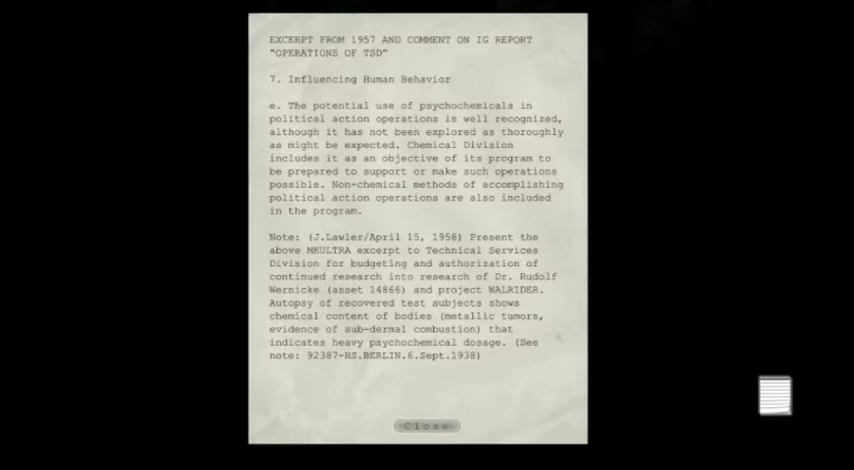 EXCERPT FROM 1957 AND COMMENT ON IG REPORT
"OPERATIONS OF TSD"
7. Influencing Human Behavior
e. The potential use of psychochemicals in
political action operations is well recognized,
although it has not been explored as thoroughly
as might be expected. Chemical Division
includes it as an objective of its program to
be prepared to support or make such operations
possible. Non-chemical methods of accomplishing
political action operations are also included
in the program.
Note: (J.Lawler/April 15, 1958) Present the
above MKULTRA excerpt to Technical Services
Division for budgeting and authorization of
continued research into research of Dr. Rudolf
Wernicke (asset 14866) and project WALRIDER.
Autopsy of recovered test subjects shows
chemical content of bodies (metallic tumors,
evidence of sub-dermal combustion) that
indicates heavy psychochemical dosage. (See
note: 92387-HS.BERLIN.6.Sept.1938)
Close